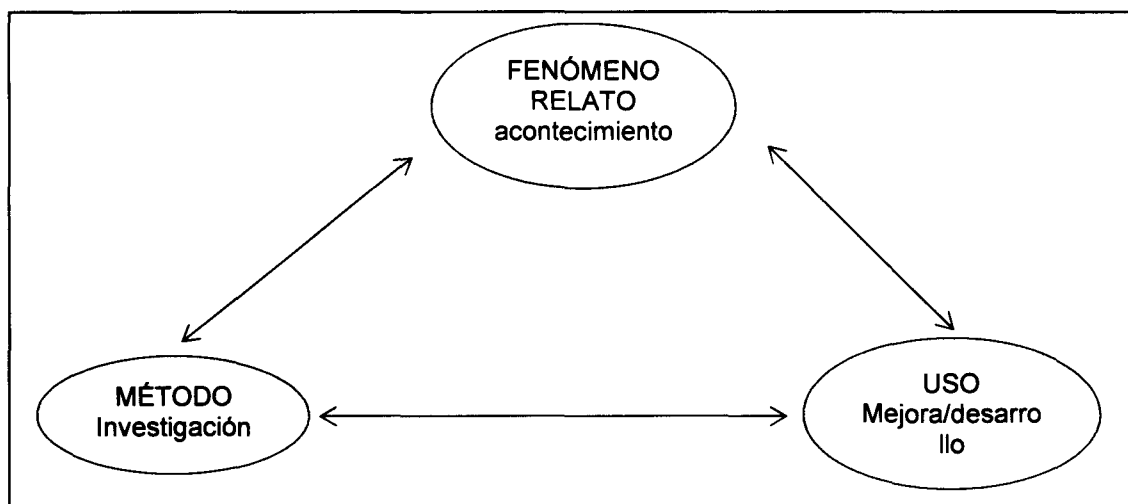 FENÓMENO
RELATO
acontecimiento
MÉTODO
Investigación
USO
Mejora/desarro
llo